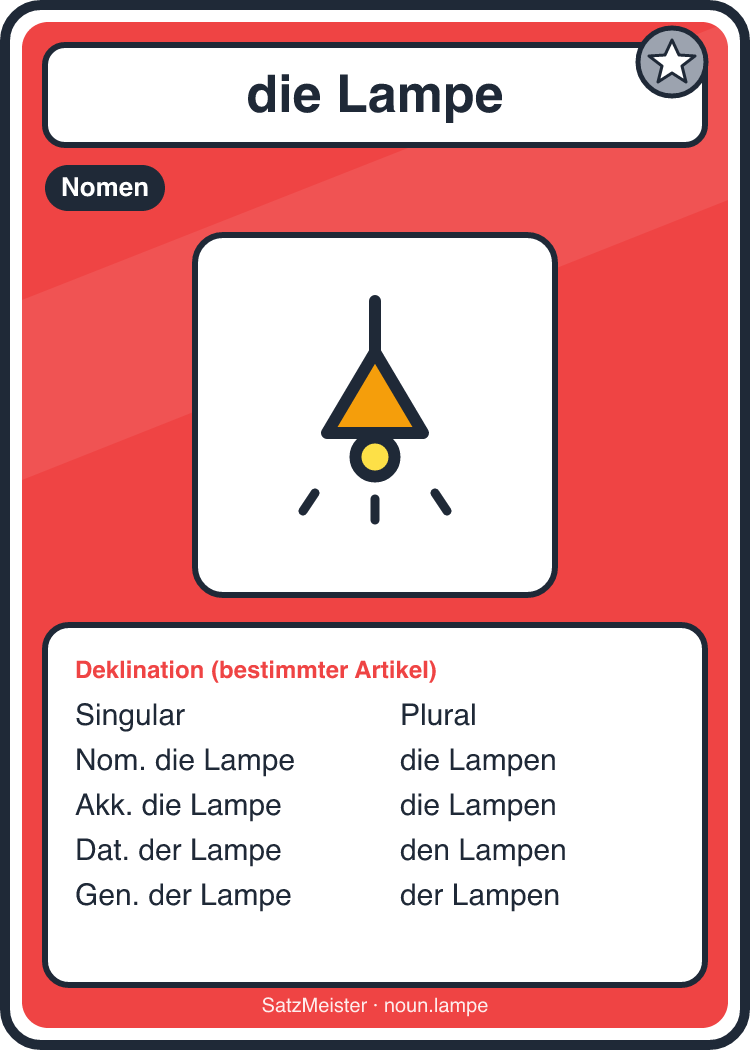 die Lampe
Nomen
Deklination (bestimmter Artikel)
Singular Plural
Nom. die Lampe die Lampen
Akk. die Lampe die Lampen
Dat. der Lampe den Lampen
Gen. der Lampe der Lampen
SatzMeister · noun.lampe